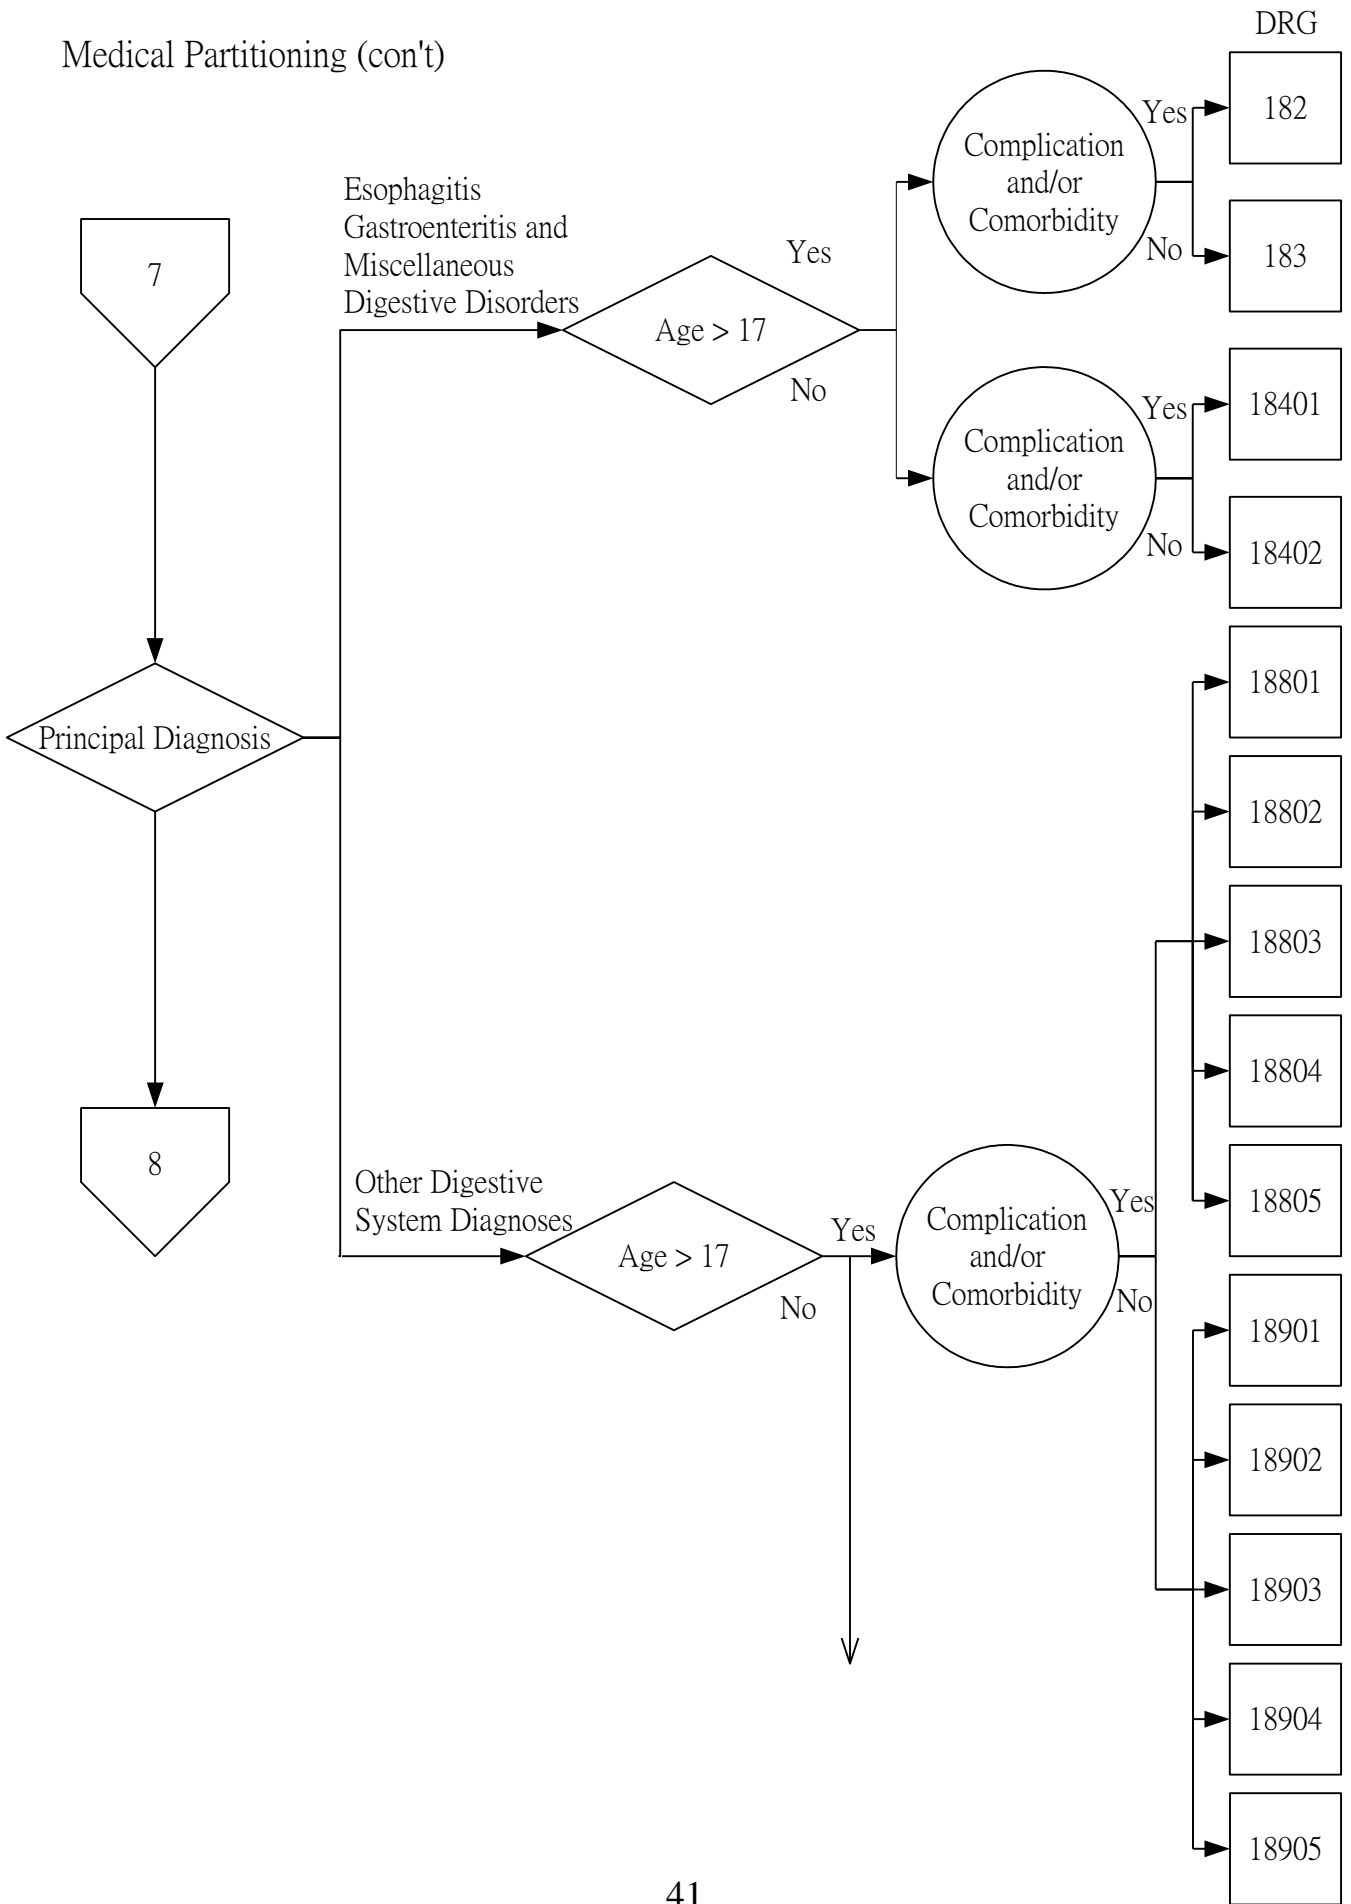 DRG
Medical Partitioning (con't)
7
Esophagitis
Gastroenteritis and
Miscellaneous
Digestive Disorders
Age > 17
Yes
No
Complication
and/or
Comorbidity
Yes
No
182
183
Complication
and/or
Comorbidity
Yes
No
18401
18402
Principal Diagnosis
8
Other Digestive
System Diagnoses
Age > 17
Yes
No
Complication
and/or
Comorbidity
Yes
No
18801
18802
18803
18804
18805
18901
18902
18903
18904
18905
41